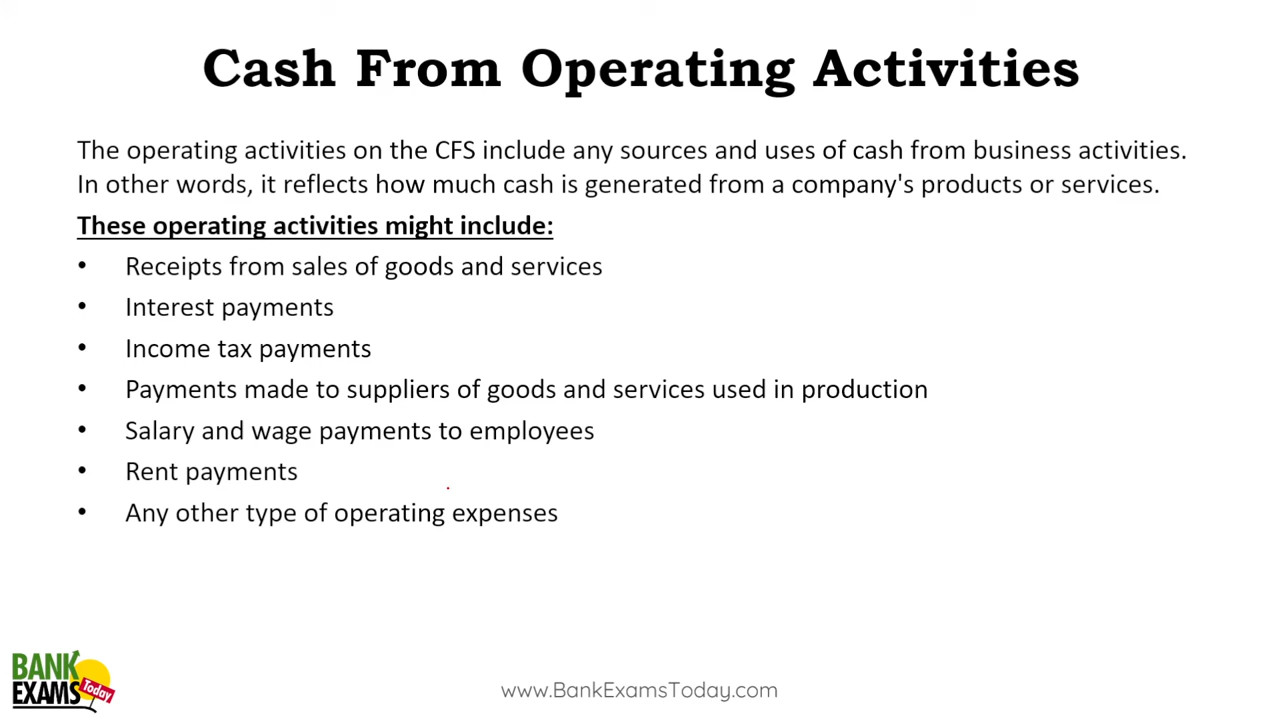 Cash From Operating Activities
The operating activities on the CFS include any sources and uses of cash from business activities.
In other words, it reflects how much cash is generated from a company's products or services.
These operating activities might include:
• Receipts from sales of goods and services
• Interest payments
• Income tax payments
• Payments made to suppliers of goods and services used in production
• Salary and wage payments to employees
• Rent payments
• Any other type of operating expenses
BANK
EXAMS
Today
www.BankExamsToday.com